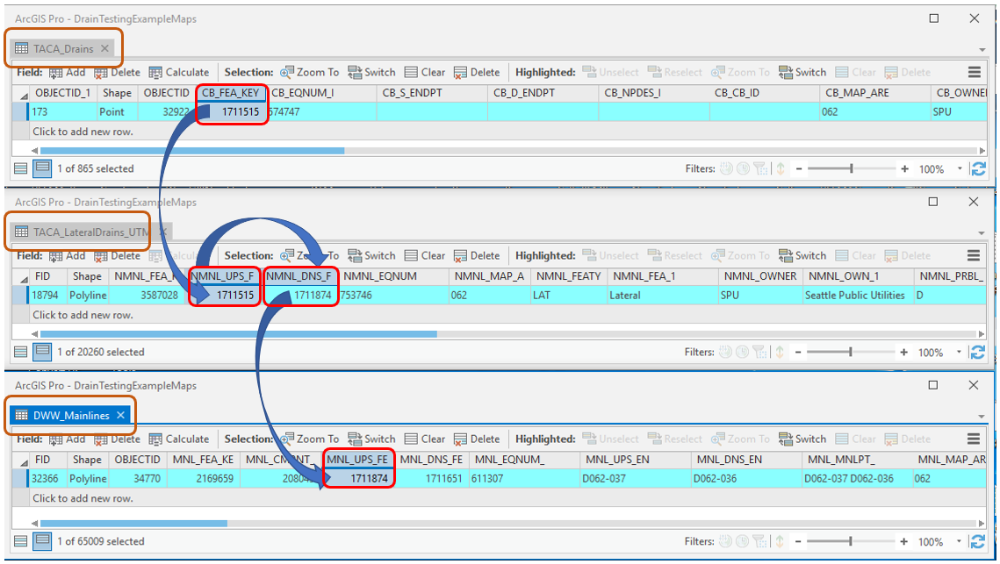 ArcGIS Pro - DrainTestingExampleMaps
TACA_Drains
Field: Add Delete Calculate Selection: Zoom To Switch Clear Delete Highlighted: Unselect Reselect Zoom To Switch Clear Delete
OBJECTID_1 Shape OBJECTID CB_FEA_KEY CB_EQNUM_I CB_S_ENDPT CB_D_ENDPT CB_NPDES_I CB_CB_ID CB_MAP_ARE CB_OWNE
173 Point 32922 1711515 674747 062 SPU
Click to add new row.
1 of 865 selected Filters: - + 100%
ArcGIS Pro - DrainTestingExampleMaps
TACA_LateralDrains_UTM
Field: Add Delete Calcula Selection: Zo To Switch Clear Delete Highlighted: Unselect Reselect Zoom To Switch Clear Delete
FID Shape NMNL_FEA_K NMNL_UPS_F NMNL_DNS_F NMNL_EQNUM NMNL_MAP_A NMNL_FEATY NMNL_FEA_1 NMNL_OWNER NMNL_OWN_1 NMNL_PRBL_
18794 Polyline 3587028 1711515 1711874 753746 062 LAT Lateral SPU Seattle Public Utilities D
Click to add new row.
1 of 20260 selected Filters: - + 100%
ArcGIS Pro - DrainTestingExampleMaps
DWW_Mainlines
Field: Add Delete Calculate Selection: Zoom To Switch Clear Delete Highlighted: Unselect Reselect Zoom To Switch Clear Delete
FID Shape OBJECTID MNL_FEA_KE MNL_CMPNT_ MNL_UPS_FE MNL_DNS_FE MNL_EQNUM_ MNL_UPS_EN MNL_DNS_EN MNL_MNLPT_ MNL_MAP_AR
32366 Polyline 34770 2169659 1711874 1711651 611307 D062-037 D062-036 D062-037 D062-036 062
Click to add new row.
1 of 65009 selected Filters: - + 100%